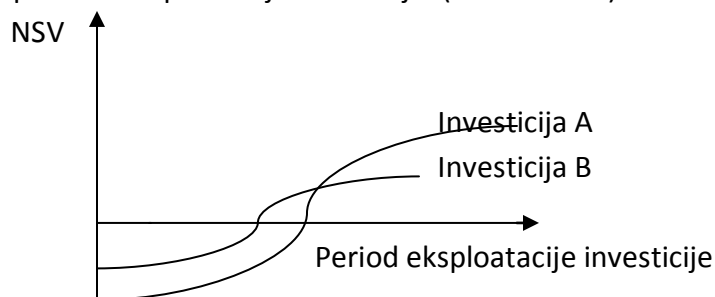 NSV
Investicija A
Investicija B
Period eksploatacije investicije